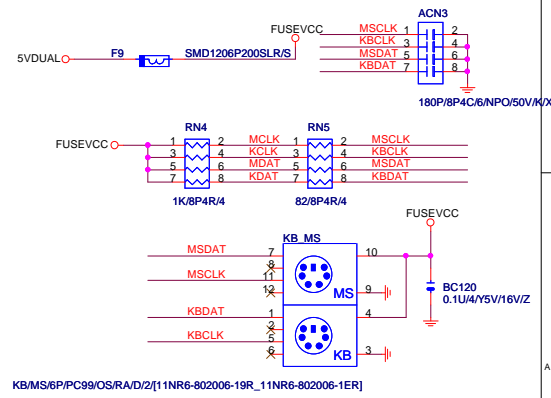 ACN3
FUSEVCC
MSCLK 1 2
KBCLK 3 4
MSDAT 5 6
KBDAT 7 8
5VDUAL F9 SMD1206P200SLR/S
180P/8P4C/6/NPO/50V/K/X
RN4 RN5
FUSEVCC 1 2 MCLK 1 2 MSCLK
3 4 KCLK 3 4 KBCLK
5 6 MDAT 5 6 MSDAT
7 8 KDAT 7 8 KBDAT
1K/8P4R/4 82/8P4R/4
FUSEVCC
KB_MS
MSDAT 7 10
8
MSCLK 11
12 MS 9
BC120
0.1U/4/Y5V/16V/Z
KBDAT 1 4
2
KBCLK 5
6 KB 3
A
KB/MS/6P/PC99/OS/RA/D/2/[11NR6-802006-19R_11NR6-802006-1ER]